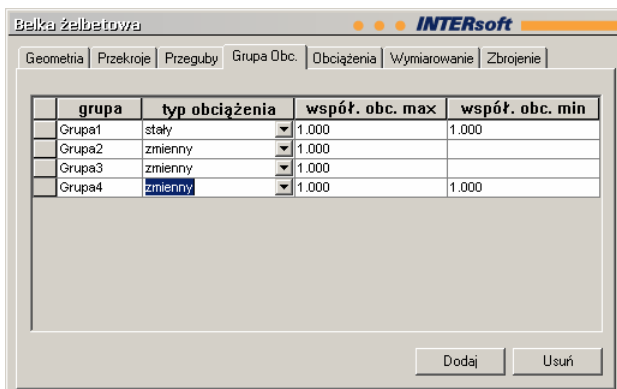 Belka żelbetowa INTERsoft
Geometria Przekroje Przeguby Grupa Obc. Obciążenia Wymiarowanie Zbrojenie
grupa typ obciążenia współ. obc. max współ. obc. min
Grupa1 stały 1.000 1.000
Grupa2 zmienny 1.000
Grupa3 zmienny 1.000
Grupa4 zmienny 1.000 1.000
Dodaj Usuń